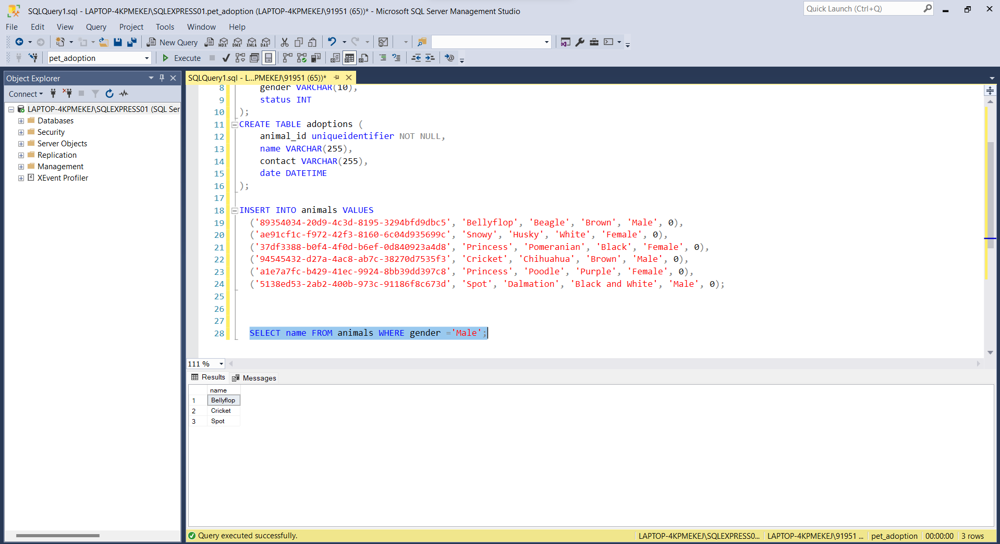 SQLQuery1.sql - LAPTOP-4KPMEKEJ\SQLEXPRESS01.pet_adoption (LAPTOP-4KPMEKEJ\91951 (65))* - Microsoft SQL Server Management Studio
Quick Launch (Ctrl+Q)
File Edit View Query Project Tools Window Help
New Query MDX DMX XMLA DAX
pet_adoption Execute
Object Explorer
SQLQuery1.sql - L...PMEKEJ\91951 (65))*
Connect
LAPTOP-4KPMEKEJ\SQLEXPRESS01 (SQL Ser
Databases
Security
Server Objects
Replication
Management
XEvent Profiler
8 gender VARCHAR(10),
9 status INT
10 );
11 CREATE TABLE adoptions (
12 animal_id uniqueidentifier NOT NULL,
13 name VARCHAR(255),
14 contact VARCHAR(255),
15 date DATETIME
16 );
17
18 INSERT INTO animals VALUES
19 ('89354034-20d9-4c3d-8195-3294bfd9dbc5', 'Bellyflop', 'Beagle', 'Brown', 'Male', 0),
20 ('ae91cf1c-f972-42f3-8160-6c04d935699c', 'Snowy', 'Husky', 'White', 'Female', 0),
21 ('37df3388-b0f4-4f0d-b6ef-0d840923a4d8', 'Princess', 'Pomeranian', 'Black', 'Female', 0),
22 ('94545432-d27a-4ac8-ab7c-38270d7535f3', 'Cricket', 'Chihuahua', 'Brown', 'Male', 0),
23 ('a1e7a7fc-b429-41ec-9924-8bb39dd397c8', 'Princess', 'Poodle', 'Purple', 'Female', 0),
24 ('5138ed53-2ab2-400b-973c-91186f8c673d', 'Spot', 'Dalmation', 'Black and White', 'Male', 0);
25
26
27
28 SELECT name FROM animals WHERE gender ='Male';
111 %
Results Messages
name
1 Bellyflop
2 Cricket
3 Spot
Query executed successfully. LAPTOP-4KPMEKEJ\SQLEXPRESS0... LAPTOP-4KPMEKEJ\91951 ... pet_adoption 00:00:00 3 rows